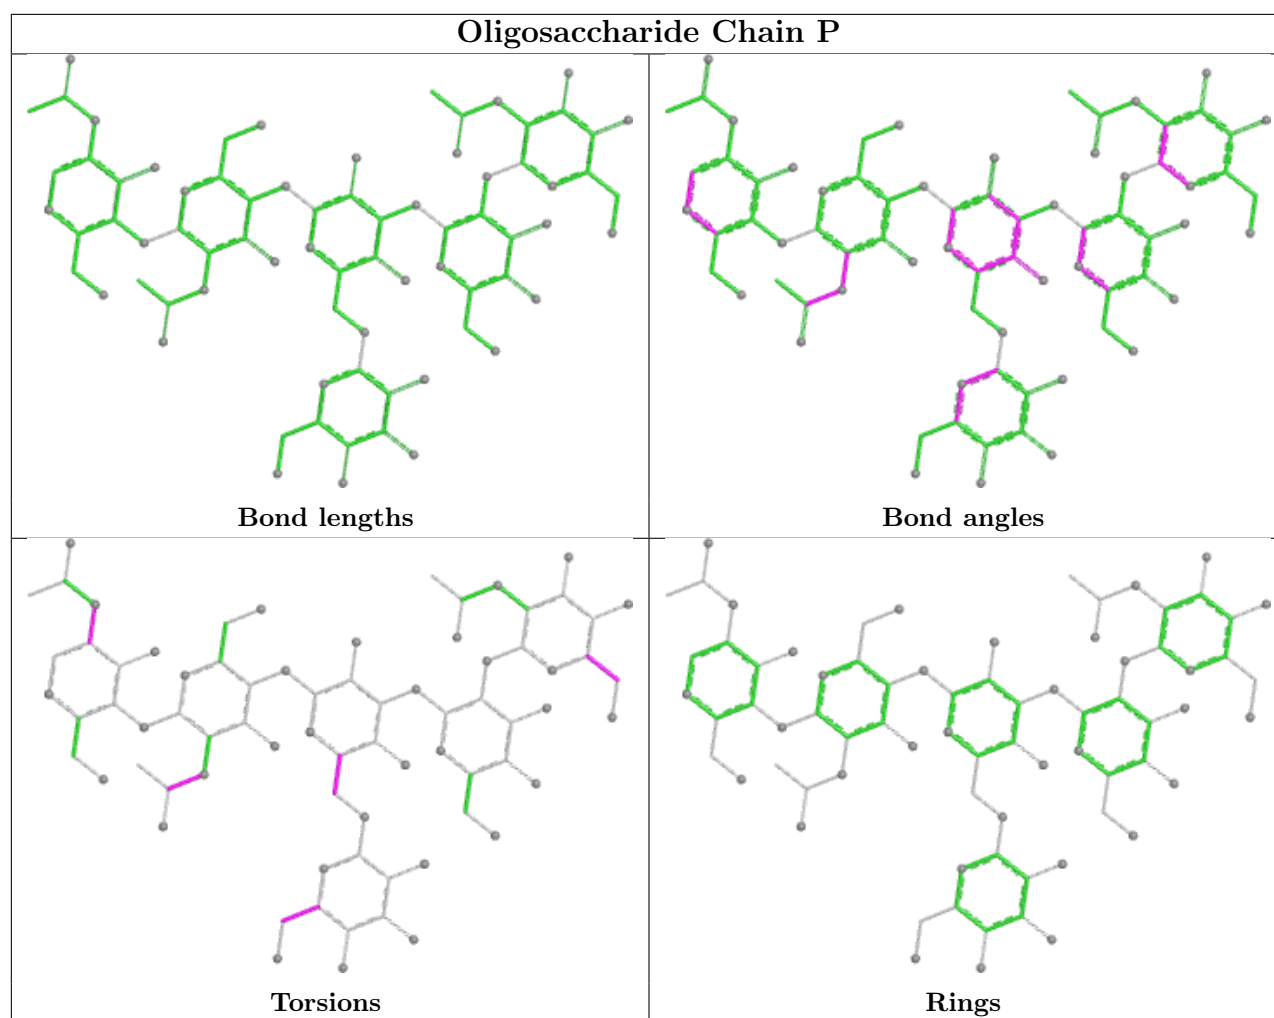 Oligosaccharide Chain P
Bond lengths
Bond angles
Torsions
Rings